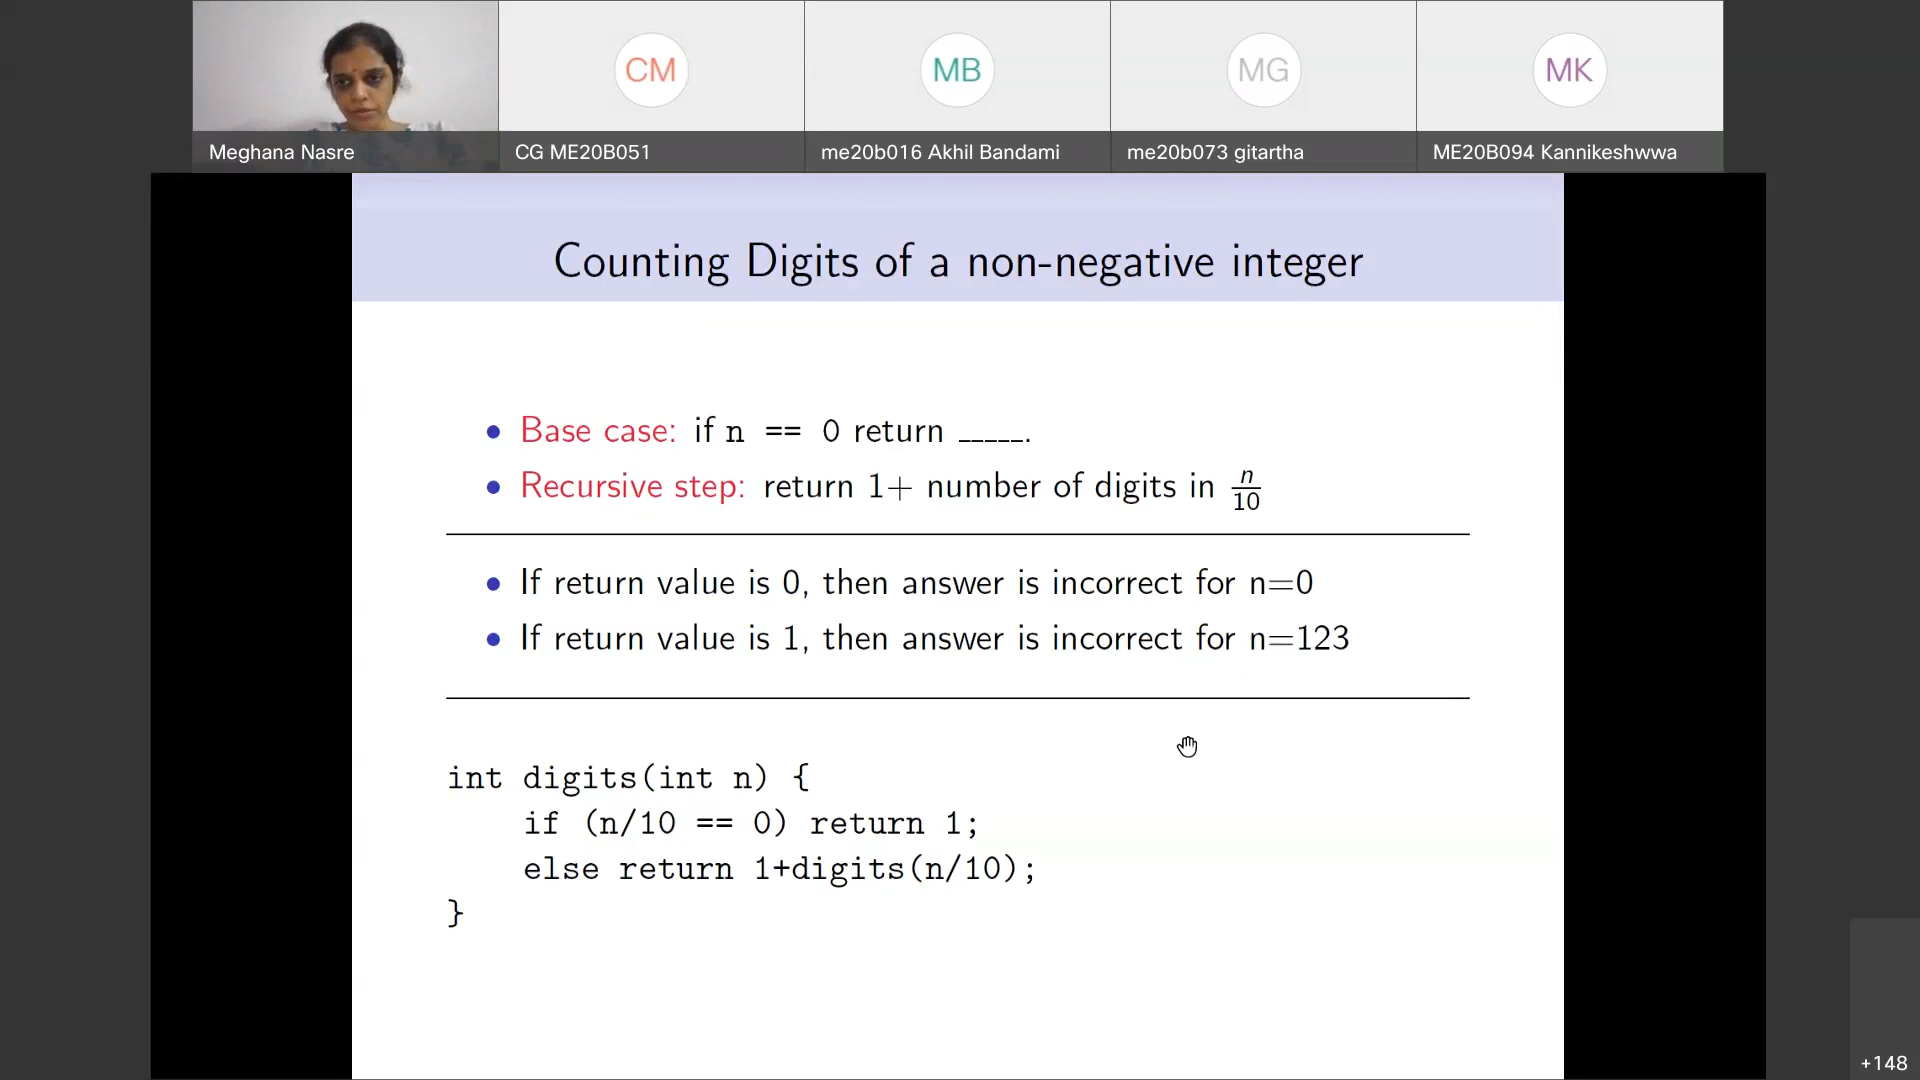 CM
MB
MG
MK
Meghana Nasre
CG ME20B051
me20b016 Akhil Bandami
me20b073 gitartha
ME20B094 Kannikeshwwa
Counting Digits of a non-negative integer
• Base case: if n == 0 return _____.
• Recursive step: return 1+ number of digits in n/10
• If return value is 0, then answer is incorrect for n=0
• If return value is 1, then answer is incorrect for n=123
int digits(int n) {
    if (n/10 == 0) return 1;
    else return 1+digits(n/10);
}
+148